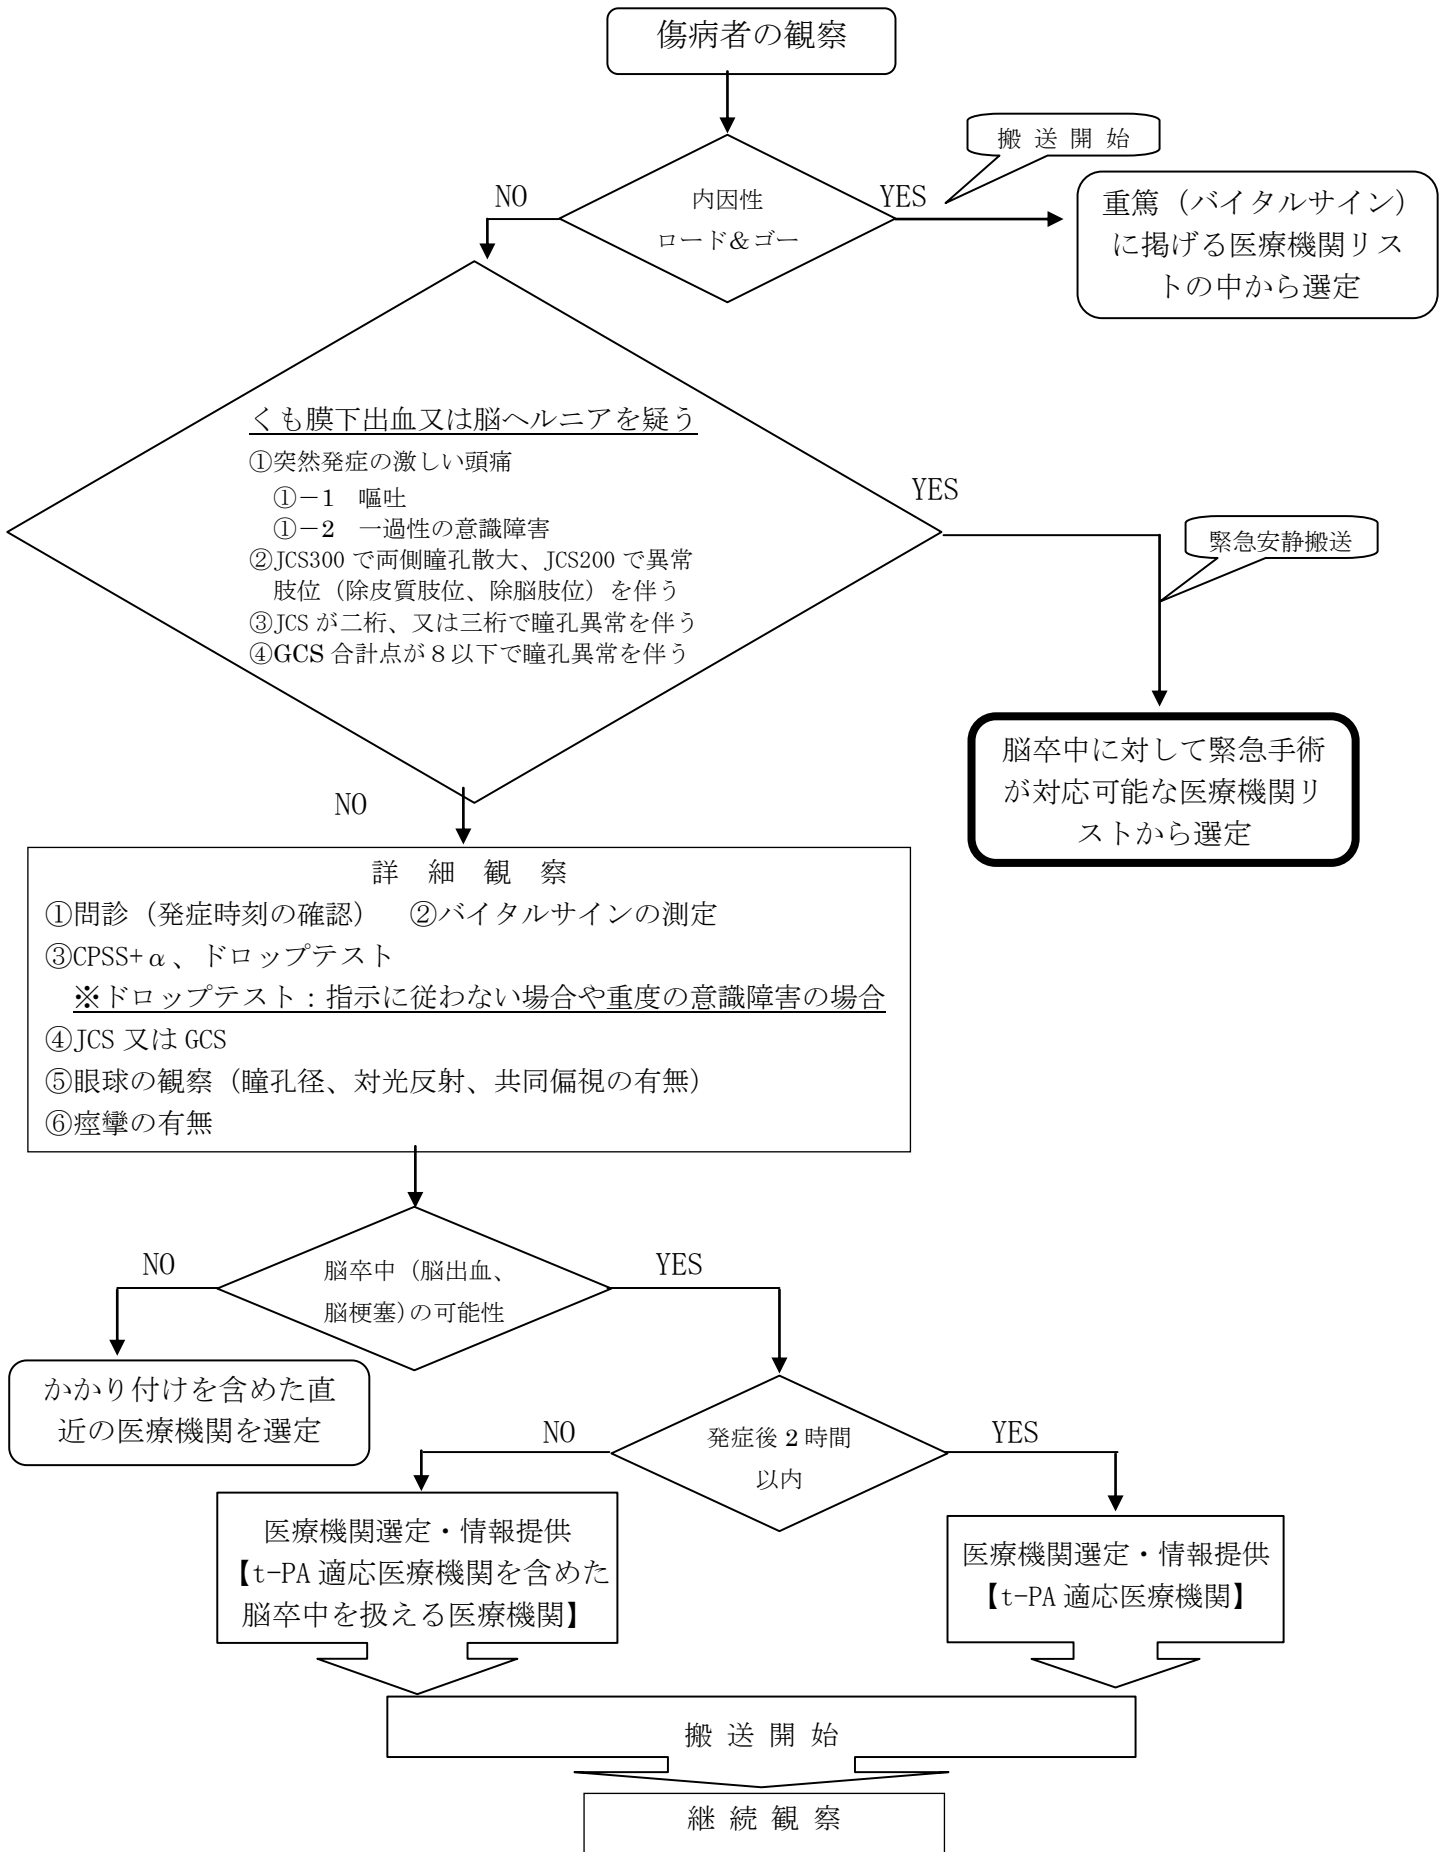 傷病者の観察
搬 送 開 始
NO
内因性
ロード＆ゴー
YES
重篤（バイタルサイン）
に掲げる医療機関リス
トの中から選定
くも膜下出血又は脳ヘルニアを疑う
①突然発症の激しい頭痛
①－1　嘔吐
①－2　一過性の意識障害
②JCS300 で両側瞳孔散大、JCS200 で異常
肢位（除皮質肢位、除脳肢位）を伴う
③JCS が二桁、又は三桁で瞳孔異常を伴う
④GCS 合計点が８以下で瞳孔異常を伴う
YES
緊急安静搬送
脳卒中に対して緊急手術
が対応可能な医療機関リ
ストから選定
NO
詳　細　観　察
①問診（発症時刻の確認）　②バイタルサインの測定
③CPSS+α、ドロップテスト
※ドロップテスト：指示に従わない場合や重度の意識障害の場合
④JCS 又は GCS
⑤眼球の観察（瞳孔径、対光反射、共同偏視の有無）
⑥痙攣の有無
NO
脳卒中（脳出血、
脳梗塞）の可能性
YES
かかり付けを含めた直
近の医療機関を選定
NO
発症後 2 時間
以内
YES
医療機関選定・情報提供
【t-PA 適応医療機関を含めた
脳卒中を扱える医療機関】
医療機関選定・情報提供
【t-PA 適応医療機関】
搬 送 開 始
継 続 観 察